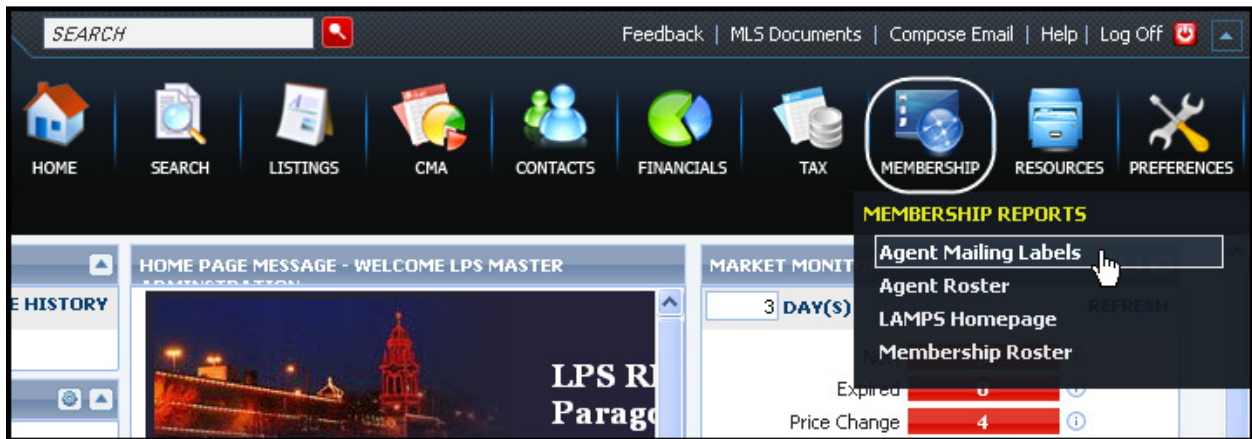 SEARCH
Feedback | MLS Documents | Compose Email | Help | Log Off
HOME SEARCH LISTINGS CMA CONTACTS FINANCIALS TAX MEMBERSHIP RESOURCES PREFERENCES
MEMBERSHIP REPORTS
Agent Mailing Labels
Agent Roster
LAMPS Homepage
Membership Roster
E HISTORY
HOME PAGE MESSAGE - WELCOME LPS MASTER
LPS R
Parag
MARKET MONIT
3 DAY(S)
REFRESH
Expired
Price Change 4